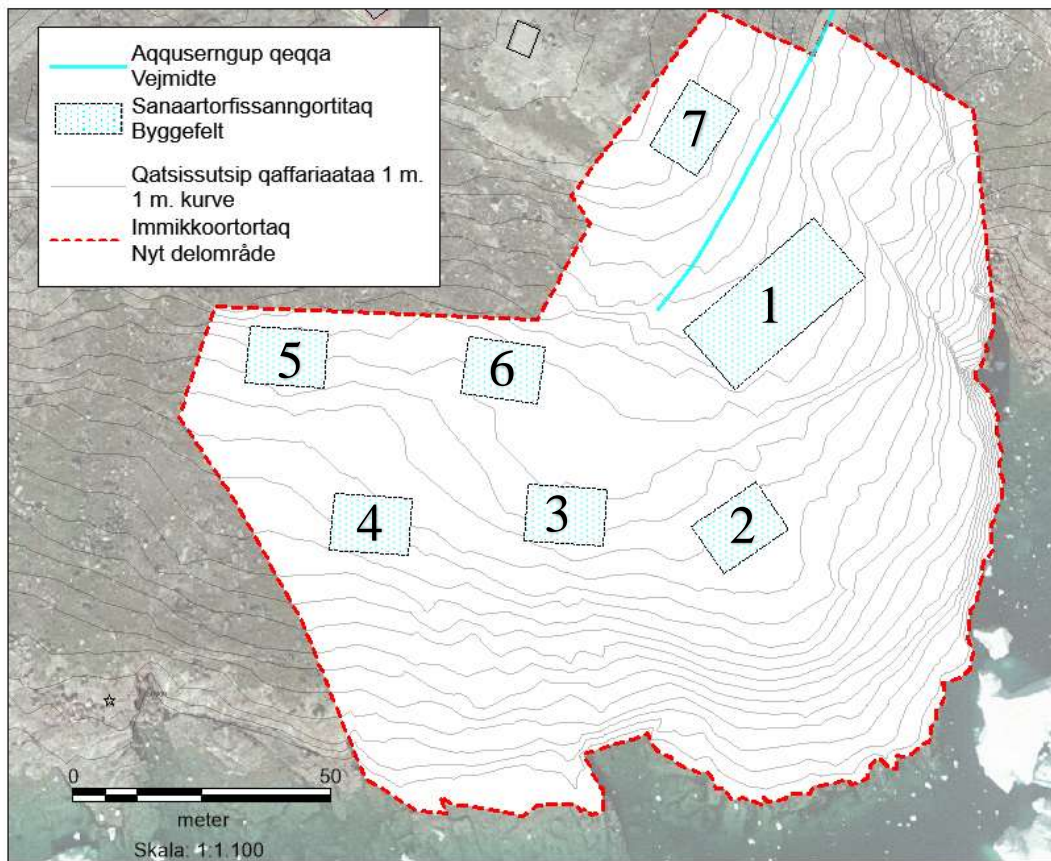 Aqquserngup qeqqa
Vejmidte
Sanaartorfissanngortitaq
Byggefelt
Qatsissutsip qaffariaataa 1 m.
1 m. kurve
Immikkoortortaq
Nyt delområde
7
1
5
6
4
3
2
0 50
meter
Skala: 1:1.100